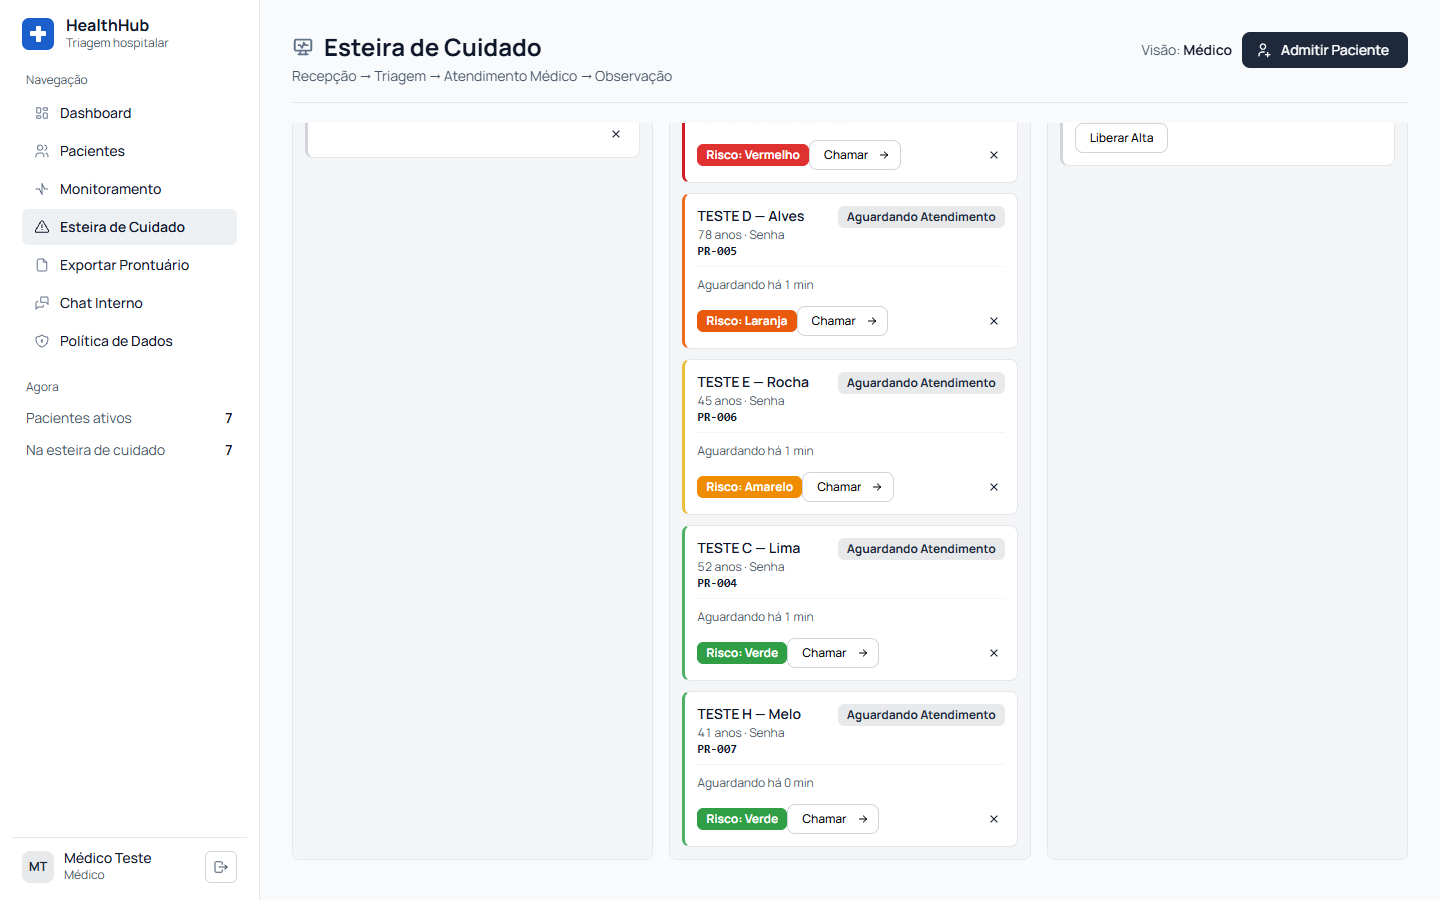 HealthHub
Triagem hospitalar
Navegação
Dashboard
Pacientes
Monitoramento
Esteira de Cuidado
Exportar Prontuário
Chat Interno
Política de Dados
Agora
Pacientes ativos 7
Na esteira de cuidado 7
MT
Médico Teste
Médico
Esteira de Cuidado
Recepção → Triagem → Atendimento Médico → Observação
Visão: Médico
Admitir Paciente
Risco: Vermelho Chamar →
TESTE D — Alves Aguardando Atendimento
78 anos · Senha
PR-005
Aguardando há 1 min
Risco: Laranja Chamar →
TESTE E — Rocha Aguardando Atendimento
45 anos · Senha
PR-006
Aguardando há 1 min
Risco: Amarelo Chamar →
TESTE C — Lima Aguardando Atendimento
52 anos · Senha
PR-004
Aguardando há 1 min
Risco: Verde Chamar →
TESTE H — Melo Aguardando Atendimento
41 anos · Senha
PR-007
Aguardando há 0 min
Risco: Verde Chamar →
Liberar Alta